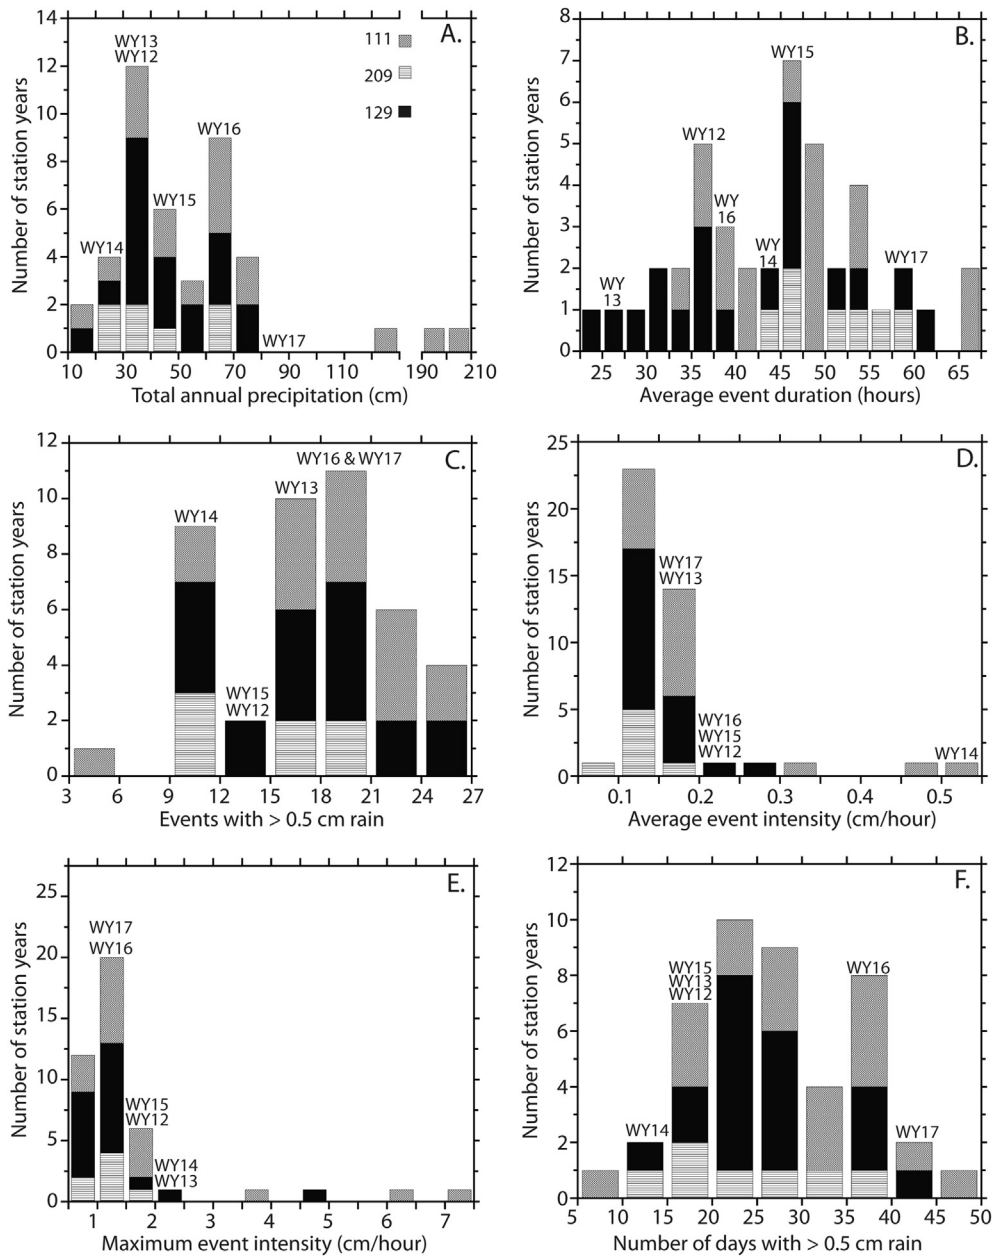 A.
14
12
10
8
6
4
2
0
Number of station years
WY13
WY12
111
209
129
WY16
WY15
WY14
WY17
10 30 50 70 90 110 190 210
Total annual precipitation (cm)
B.
8
7
6
5
4
3
2
1
0
Number of station years
WY15
WY12
WY
16
WY
14
WY17
WY
13
25 30 35 40 45 50 55 60 65
Average event duration (hours)
C.
12
10
8
6
4
2
0
Number of station years
WY16 & WY17
WY13
WY14
WY15
WY12
3 6 9 12 15 18 21 24 27
Events with > 0.5 cm rain
D.
25
20
15
10
5
0
Number of station years
WY17
WY13
WY16
WY15
WY12
WY14
0.1 0.2 0.3 0.4 0.5
Average event intensity (cm/hour)
E.
25
20
15
10
5
0
Number of station years
WY17
WY16
WY15
WY12
WY14
WY13
1 2 3 4 5 6 7
Maximum event intensity (cm/hour)
F.
12
10
8
6
4
2
0
Number of station years
WY15
WY13
WY12
WY16
WY14
WY17
5 10 15 20 25 30 35 40 45 50
Number of days with > 0.5 cm rain